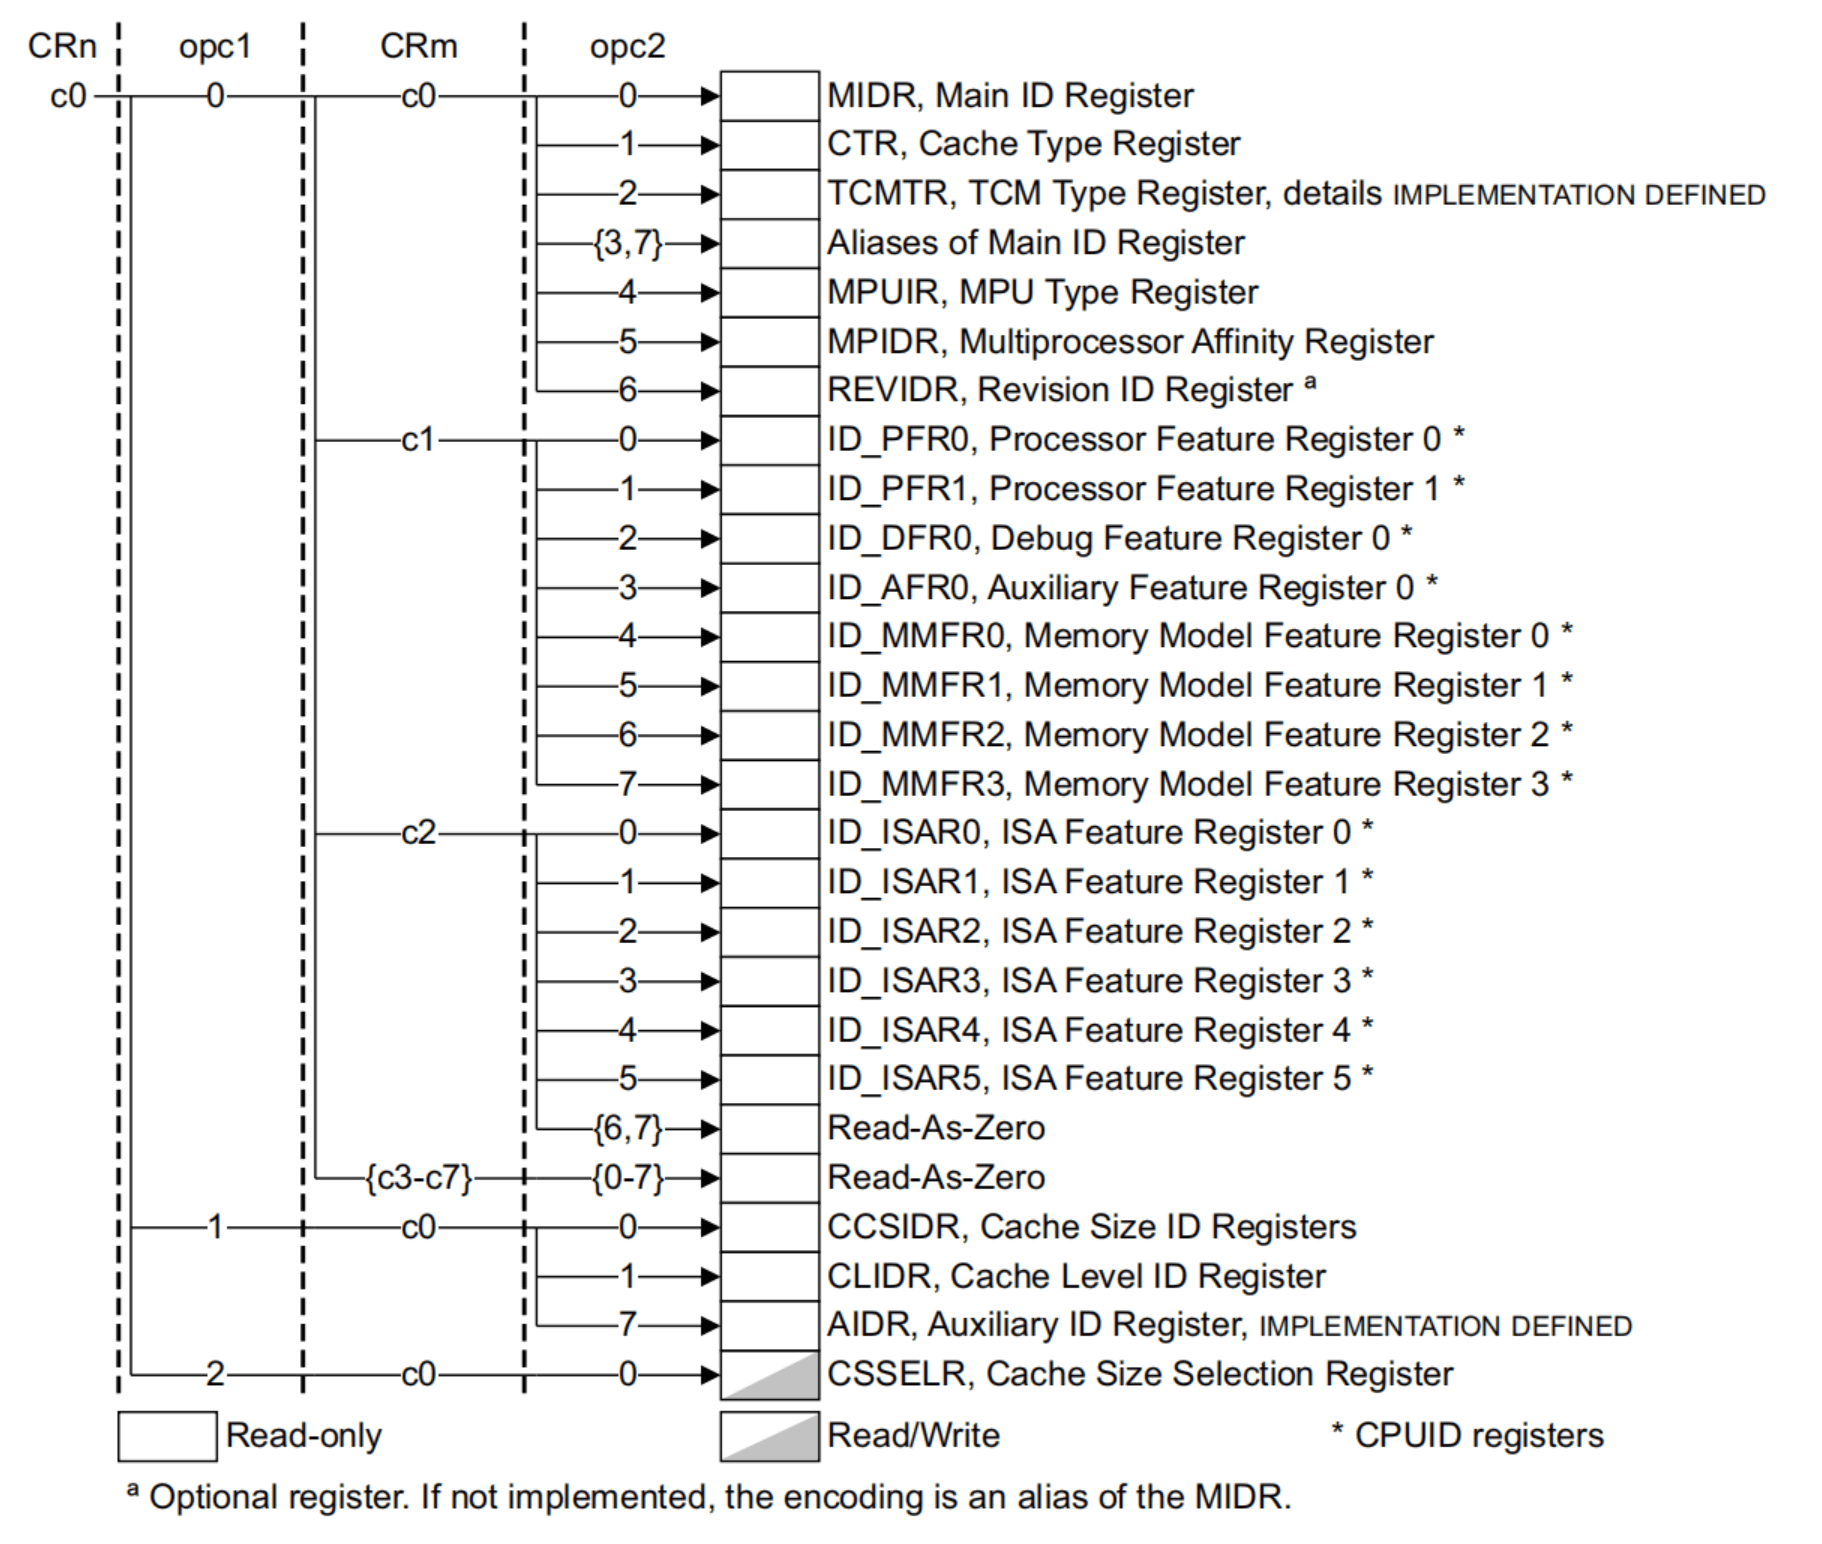 CRn opc1 CRm opc2
c0 0 c0 0 MIDR, Main ID Register
1 CTR, Cache Type Register
2 TCMTR, TCM Type Register, details IMPLEMENTATION DEFINED
{3,7} Aliases of Main ID Register
4 MPUIR, MPU Type Register
5 MPIDR, Multiprocessor Affinity Register
6 REVIDR, Revision ID Register a
c1 0 ID_PFR0, Processor Feature Register 0 *
1 ID_PFR1, Processor Feature Register 1 *
2 ID_DFR0, Debug Feature Register 0 *
3 ID_AFR0, Auxiliary Feature Register 0 *
4 ID_MMFR0, Memory Model Feature Register 0 *
5 ID_MMFR1, Memory Model Feature Register 1 *
6 ID_MMFR2, Memory Model Feature Register 2 *
7 ID_MMFR3, Memory Model Feature Register 3 *
c2 0 ID_ISAR0, ISA Feature Register 0 *
1 ID_ISAR1, ISA Feature Register 1 *
2 ID_ISAR2, ISA Feature Register 2 *
3 ID_ISAR3, ISA Feature Register 3 *
4 ID_ISAR4, ISA Feature Register 4 *
5 ID_ISAR5, ISA Feature Register 5 *
{6,7} Read-As-Zero
{c3-c7} {0-7} Read-As-Zero
1 c0 0 CCSIDR, Cache Size ID Registers
1 CLIDR, Cache Level ID Register
7 AIDR, Auxiliary ID Register, IMPLEMENTATION DEFINED
2 c0 0 CSSELR, Cache Size Selection Register
Read-only Read/Write * CPUID registers
a Optional register. If not implemented, the encoding is an alias of the MIDR.